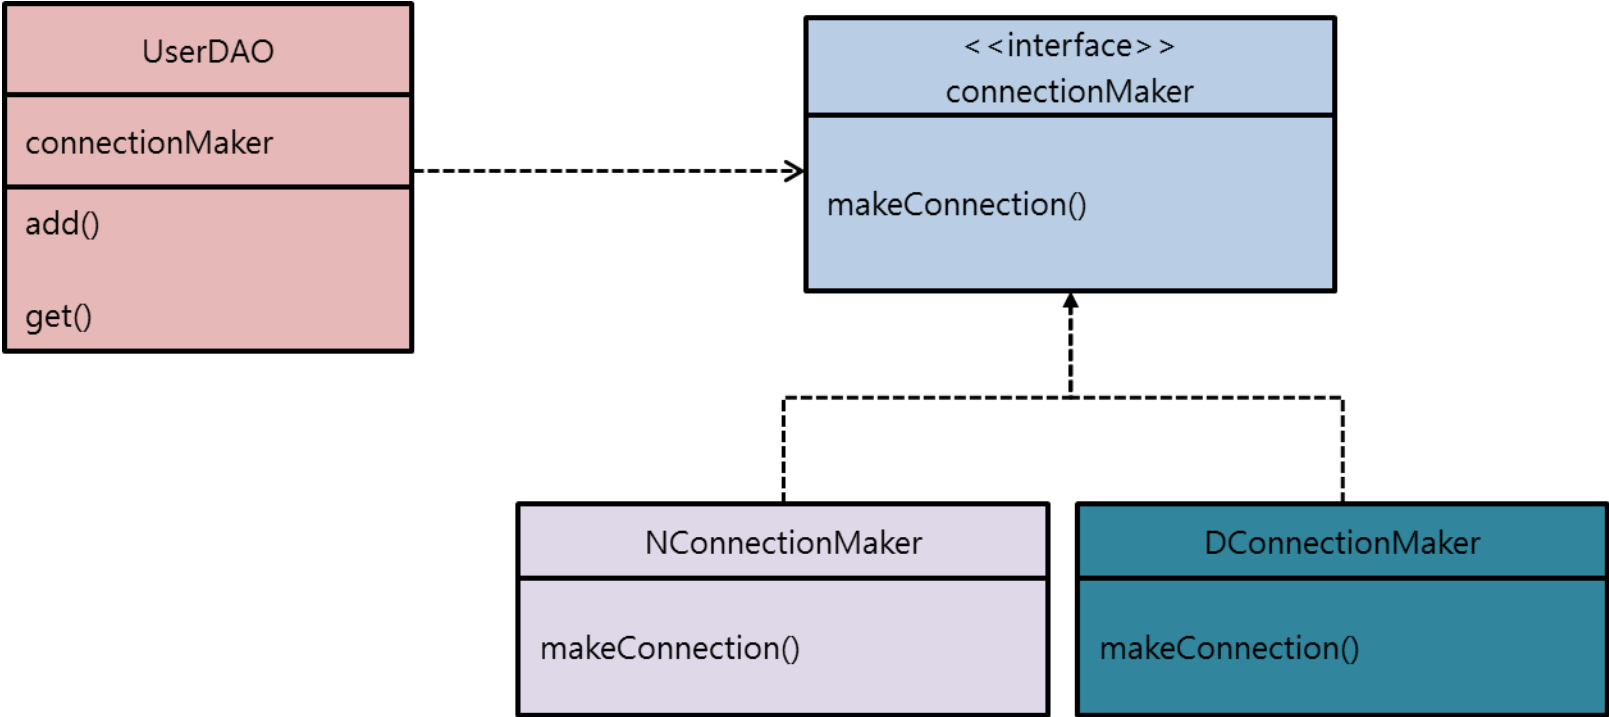 UserDAO
connectionMaker
add()
get()
<<interface>>
connectionMaker
makeConnection()
NConnectionMaker
makeConnection()
DConnectionMaker
makeConnection()